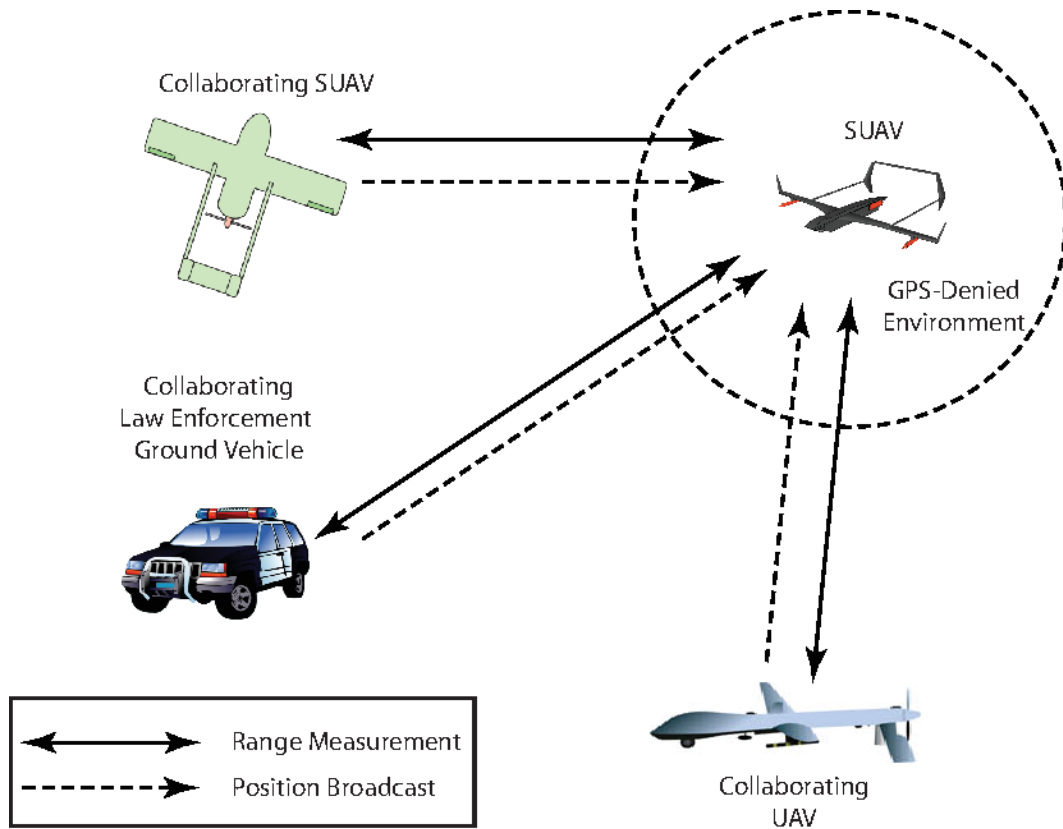 Collaborating SUAV
SUAV
GPS-Denied
Environment
Collaborating
Law Enforcement
Ground Vehicle
Range Measurement
Position Broadcast
Collaborating
UAV